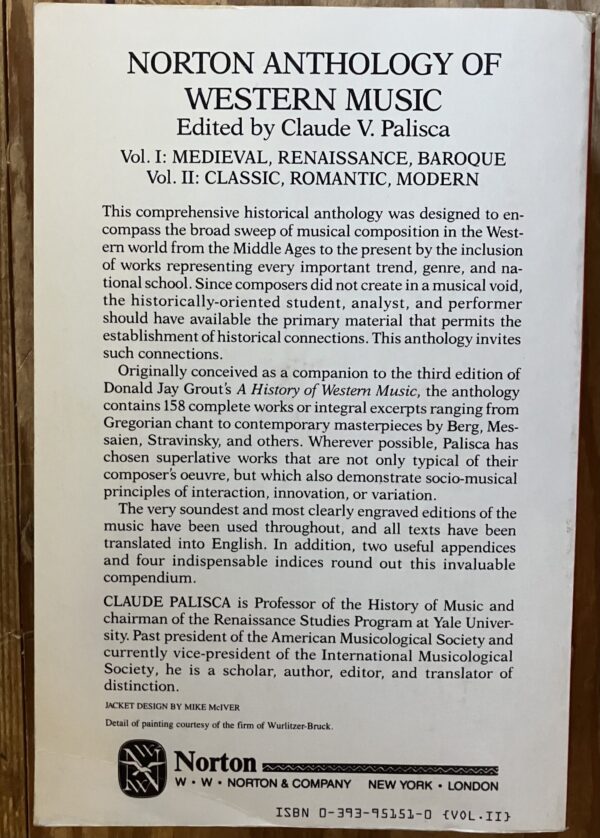 NORTON ANTHOLOGY OF
WESTERN MUSIC
Edited by Claude V. Palisca
Vol. I: MEDIEVAL, RENAISSANCE, BAROQUE
Vol. II: CLASSIC, ROMANTIC, MODERN
This comprehensive historical anthology was designed to en-
compass the broad sweep of musical composition in the West-
ern world from the Middle Ages to the present by the inclusion
of works representing every important trend, genre, and na-
tional school. Since composers did not create in a musical void,
the historically-oriented student, analyst, and performer
should have available the primary material that permits the
establishment of historical connections. This anthology invites
such connections.
Originally conceived as a companion to the third edition of
Donald Jay Grout's A History of Western Music, the anthology
contains 158 complete works or integral excerpts ranging from
Gregorian chant to contemporary masterpieces by Berg, Mes-
saien, Stravinsky, and others. Wherever possible, Palisca has
chosen superlative works that are not only typical of their
composer's oeuvre, but which also demonstrate socio-musical
principles of interaction, innovation, or variation.
The very soundest and most clearly engraved editions of the
music have been used throughout, and all texts have been
translated into English. In addition, two useful appendices
and four indispensable indices round out this invaluable
compendium.
CLAUDE PALISCA is Professor of the History of Music and
chairman of the Renaissance Studies Program at Yale Univer-
sity. Past president of the American Musicological Society and
currently vice-president of the International Musicological
Society, he is a scholar, author, editor, and translator of
distinction.
JACKET DESIGN BY MIKE McIVER
Detail of painting courtesy of the firm of Wurlitzer-Bruck.
Norton
W • W • NORTON & COMPANY NEW YORK • LONDON
ISBN 0-393-95151-0 {VOL.II}